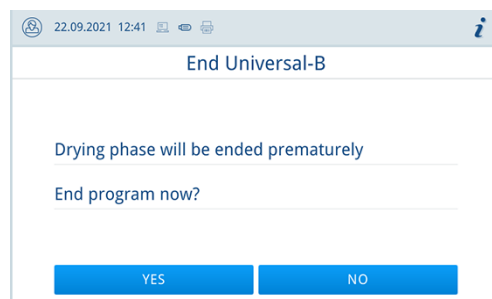 22.09.2021 12:41
i
End Universal-B
Drying phase will be ended prematurely
End program now?
YES NO